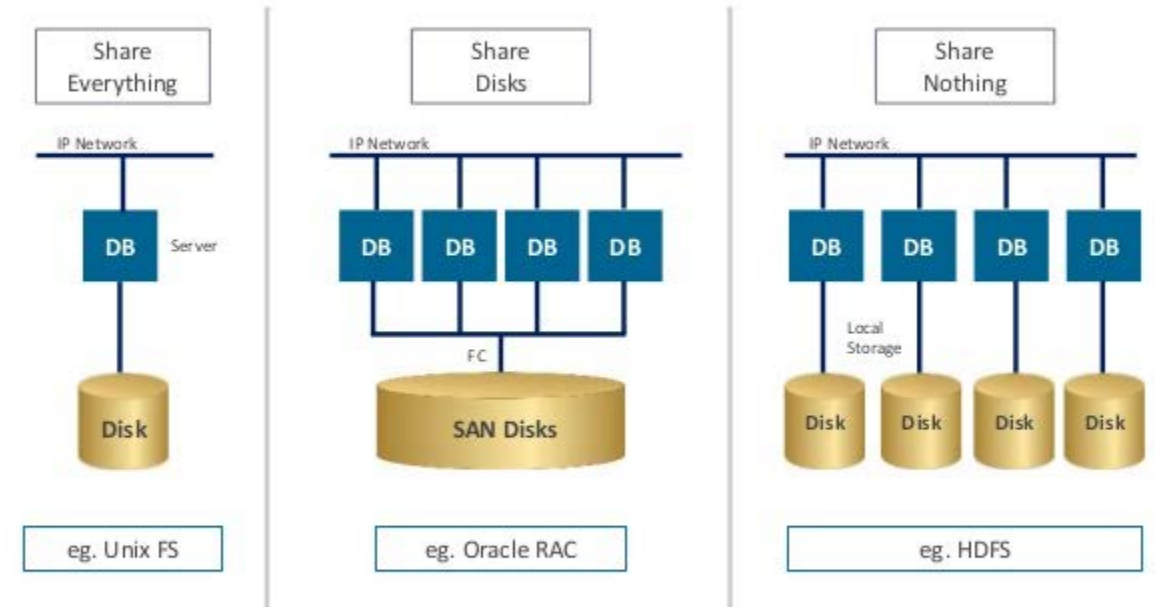 Share
Everything
IP Network
DB
Server
Disk
eg. Unix FS
Share
Disks
IP Network
DB DB DB DB
FC
SAN Disks
eg. Oracle RAC
Share
Nothing
IP Network
DB DB DB DB
Local
Storage
Disk Disk Disk Disk
eg. HDFS